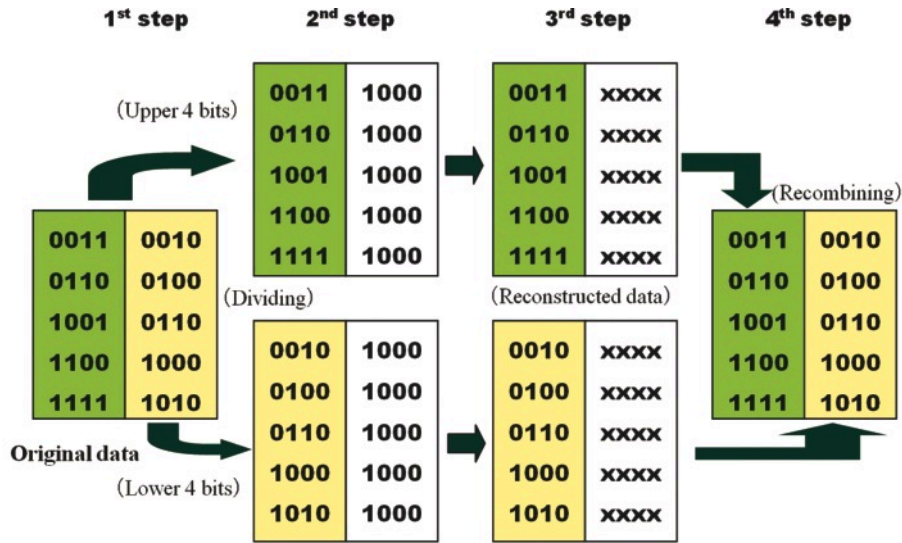 1st step 2nd step 3rd step 4th step
(Upper 4 bits)
0011 1000
0110 1000
1001 1000
1100 1000
1111 1000
0011 xxxx
0110 xxxx
1001 xxxx
1100 xxxx
1111 xxxx
(Recombining)
0011 0010
0110 0100
1001 0110
1100 1000
1111 1010
(Dividing)
(Reconstructed data)
0011 0010
0110 0100
1001 0110
1100 1000
1111 1010
0010 1000
0100 1000
0110 1000
1000 1000
1010 1000
0010 xxxx
0100 xxxx
0110 xxxx
1000 xxxx
1010 xxxx
Original data
(Lower 4 bits)